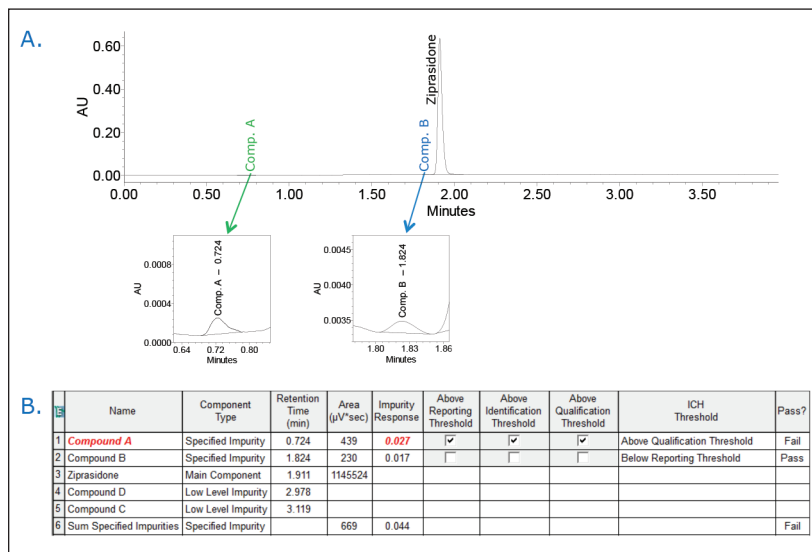 A.
AU
0.60
0.40
0.20
0.00
Comp. A
Comp. B
Ziprasidone
0.00 0.50 1.00 1.50 2.00 2.50 3.00 3.50
Minutes
AU
0.0008
0.0004
0.0000
Comp. A - 0.724
0.64 0.72 0.80
Minutes
AU
0.0045
0.0040
0.0035
Comp. B - 1.824
1.80 1.83 1.86
Minutes
B.
Name Component Type Retention Time (min) Area (µV*sec) Impurity Response Above Reporting Threshold Above Identification Threshold Above Qualification Threshold ICH Threshold Pass?
1 Compound A Specified Impurity 0.724 439 0.027 Above Qualification Threshold Fail
2 Compound B Specified Impurity 1.824 230 0.017 Below Reporting Threshold Pass
3 Ziprasidone Main Component 1.911 1145524
4 Compound D Low Level Impurity 2.978
5 Compound C Low Level Impurity 3.119
6 Sum Specified Impurities Specified Impurity 669 0.044 Fail